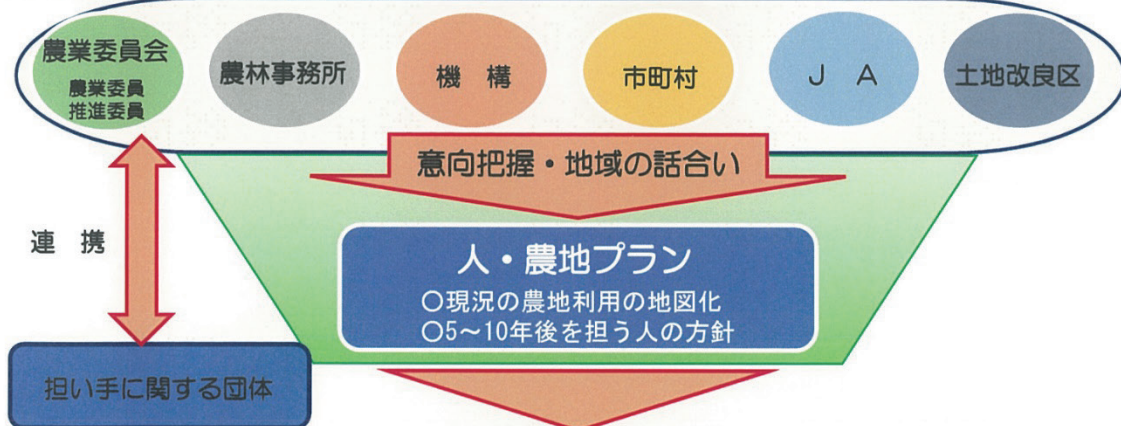 農業委員会
農業委員
推進委員
農林事務所
機 構
市町村
J A
土地改良区
意向把握・地域の話合い
連 携
人・農地プラン
○現況の農地利用の地図化
○5~10年後を担う人の方針
担い手に関する団体